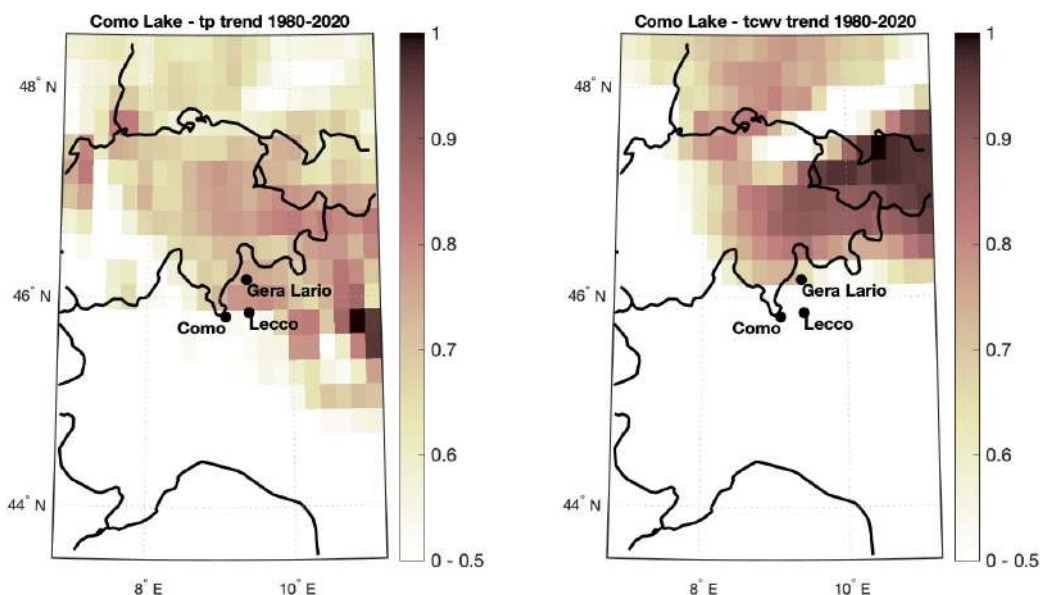 Como Lake - tp trend 1980-2020
48° N
46° N
44° N
8° E
10° E
Gera Lario
Como
Lecco
1
0.9
0.8
0.7
0.6
0 - 0.5
Como Lake - tcwv trend 1980-2020
48° N
46° N
44° N
8° E
10° E
Gera Lario
Como
Lecco
1
0.9
0.8
0.7
0.6
0 - 0.5